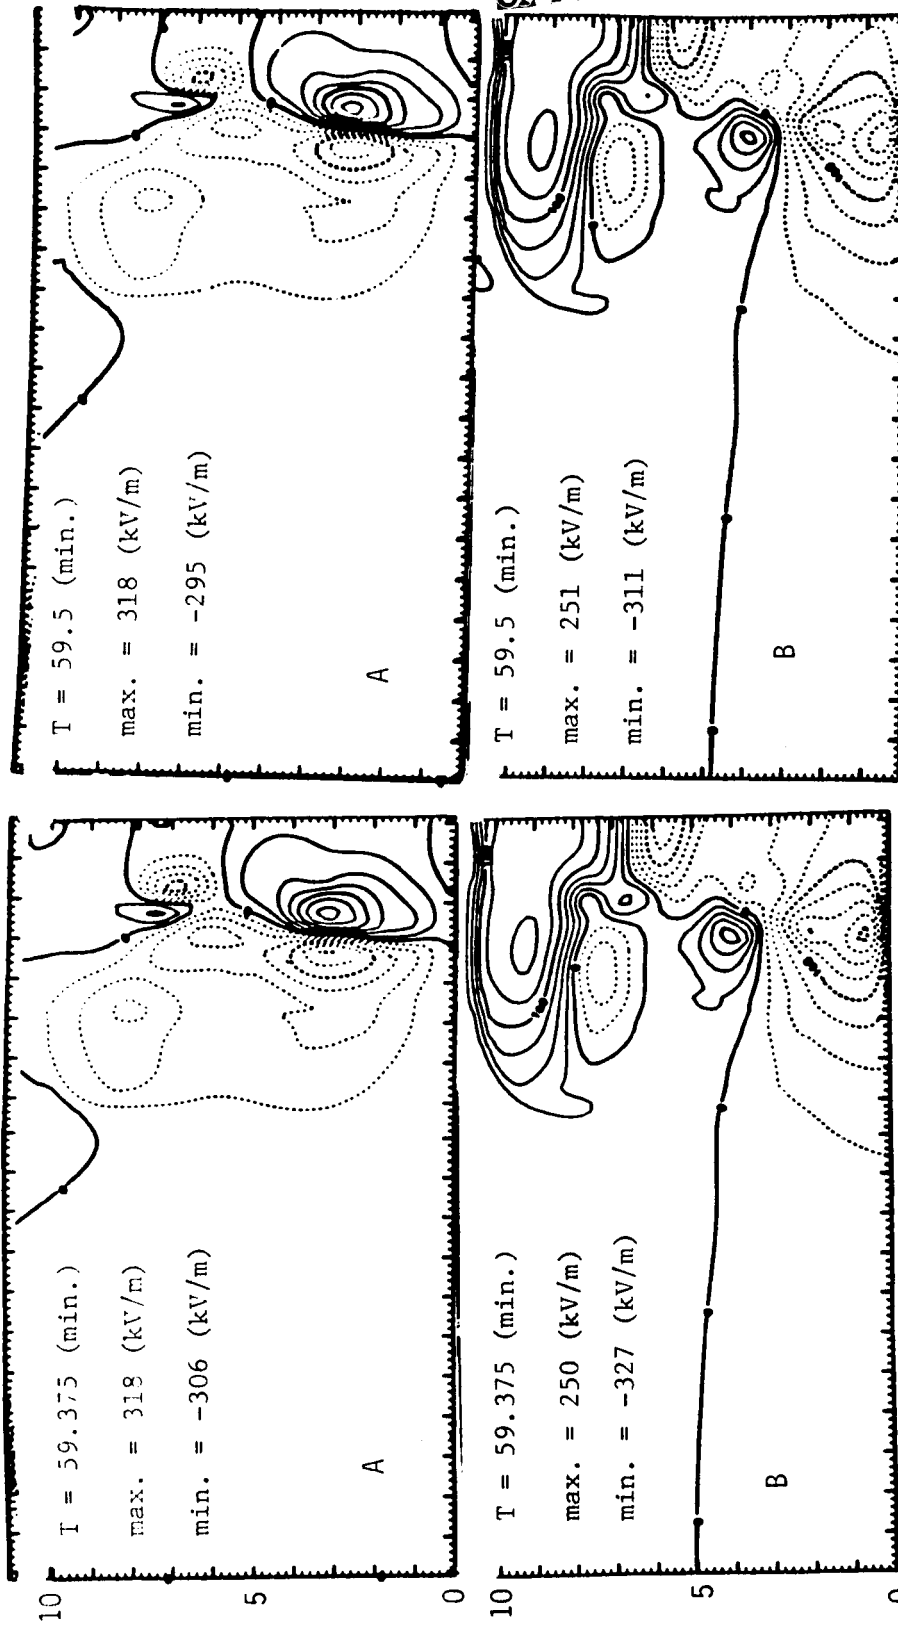 T = 59.375 (min.)
max. = 318 (kV/m)
min. = -306 (kV/m)
A
10
5
0
T = 59.5 (min.)
max. = 318 (kV/m)
min. = -295 (kV/m)
A
T = 59.375 (min.)
max. = 250 (kV/m)
min. = -327 (kV/m)
B
10
5
0
T = 59.5 (min.)
max. = 251 (kV/m)
min. = -311 (kV/m)
B